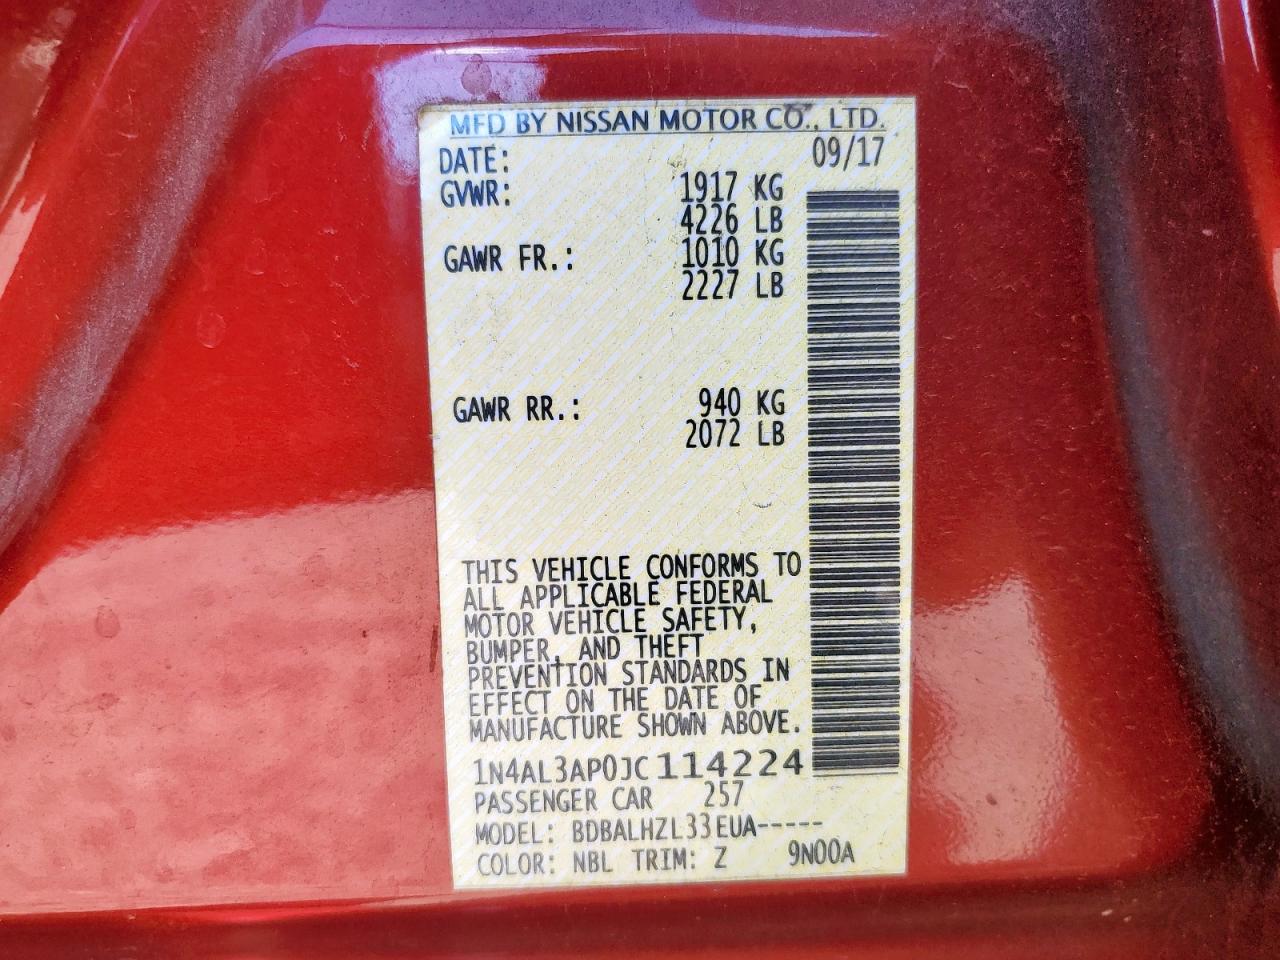 MFD BY NISSAN MOTOR CO., LTD.
DATE: 09/17
GVWR: 1917 KG
4226 LB
GAWR FR.: 1010 KG
2227 LB
GAWR RR.: 940 KG
2072 LB
THIS VEHICLE CONFORMS TO
ALL APPLICABLE FEDERAL
MOTOR VEHICLE SAFETY,
BUMPER, AND THEFT
PREVENTION STANDARDS IN
EFFECT ON THE DATE OF
MANUFACTURE SHOWN ABOVE.
1N4AL3AP0JC114224
PASSENGER CAR 257
MODEL: BDBALHZL33EUA-----
COLOR: NBL TRIM: Z 9N00A